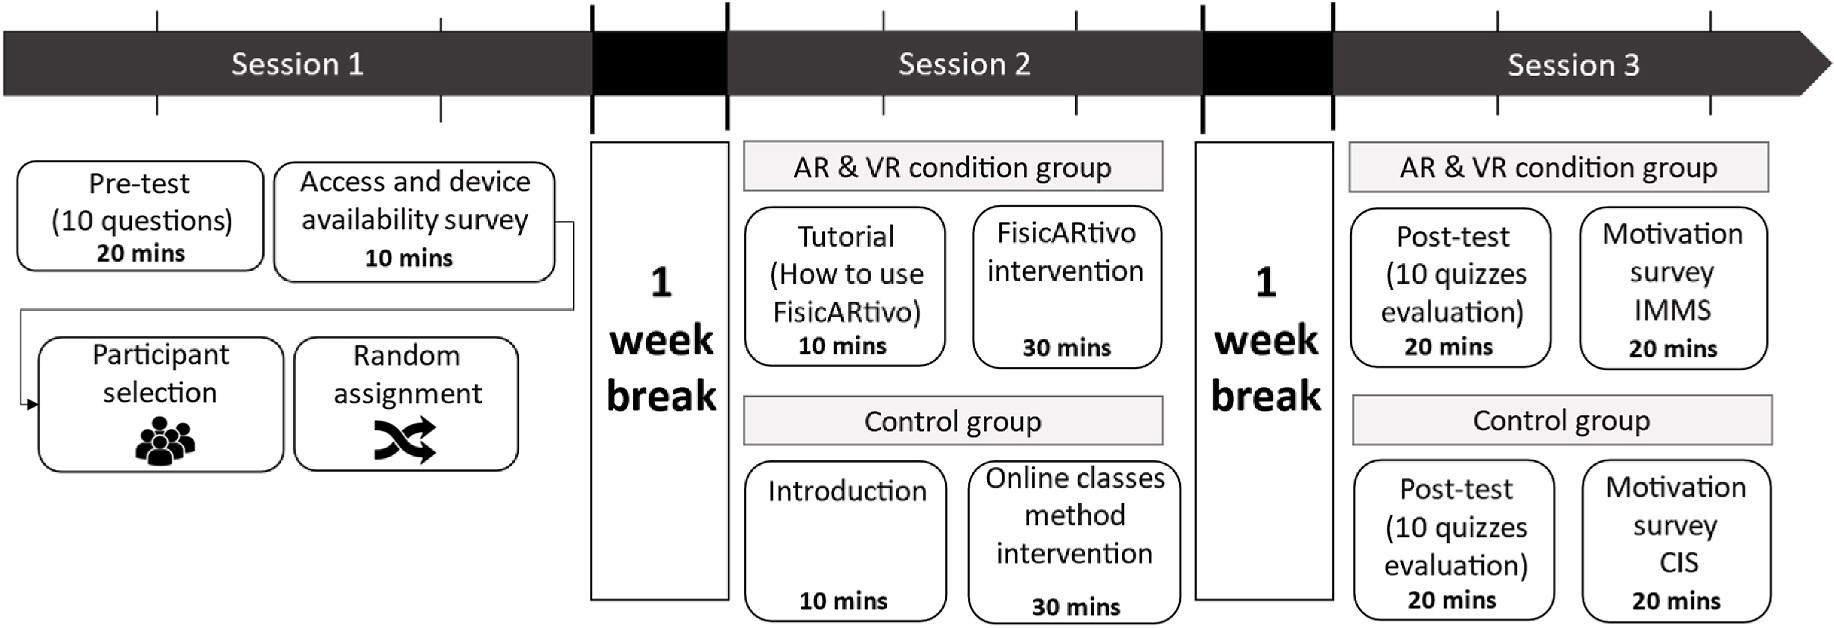 Session 1
Session 2
Session 3
Pre-test
(10 questions)
20 mins
Access and device
availability survey
10 mins
Participant
selection
Random
assignment
1
week
break
AR & VR condition group
Tutorial
(How to use
FisicARtivo)
10 mins
FisicARtivo
intervention
30 mins
Control group
Introduction
10 mins
Online classes
method
intervention
30 mins
1
week
break
AR & VR condition group
Post-test
(10 quizzes
evaluation)
20 mins
Motivation
survey
IMMS
20 mins
Control group
Post-test
(10 quizzes
evaluation)
20 mins
Motivation
survey
CIS
20 mins